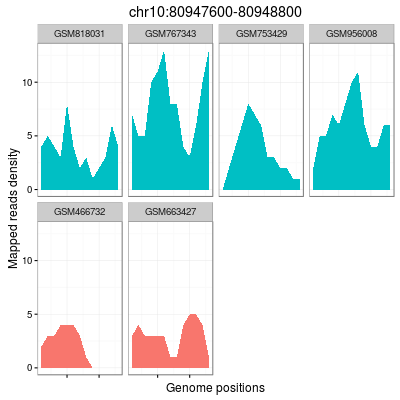 chr10:80947600-80948800
GSM818031 GSM767343 GSM753429 GSM956008
10
5
0
GSM466732 GSM663427
10
5
0
Mapped reads density
Genome positions